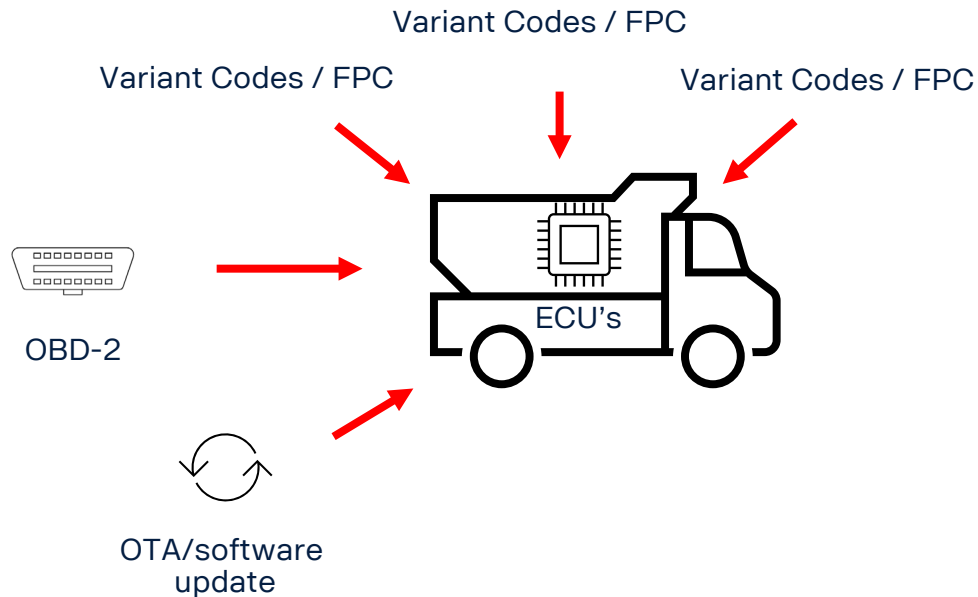 Variant Codes / FPC
Variant Codes / FPC
Variant Codes / FPC
ECU's
OBD-2
OTA/software
update